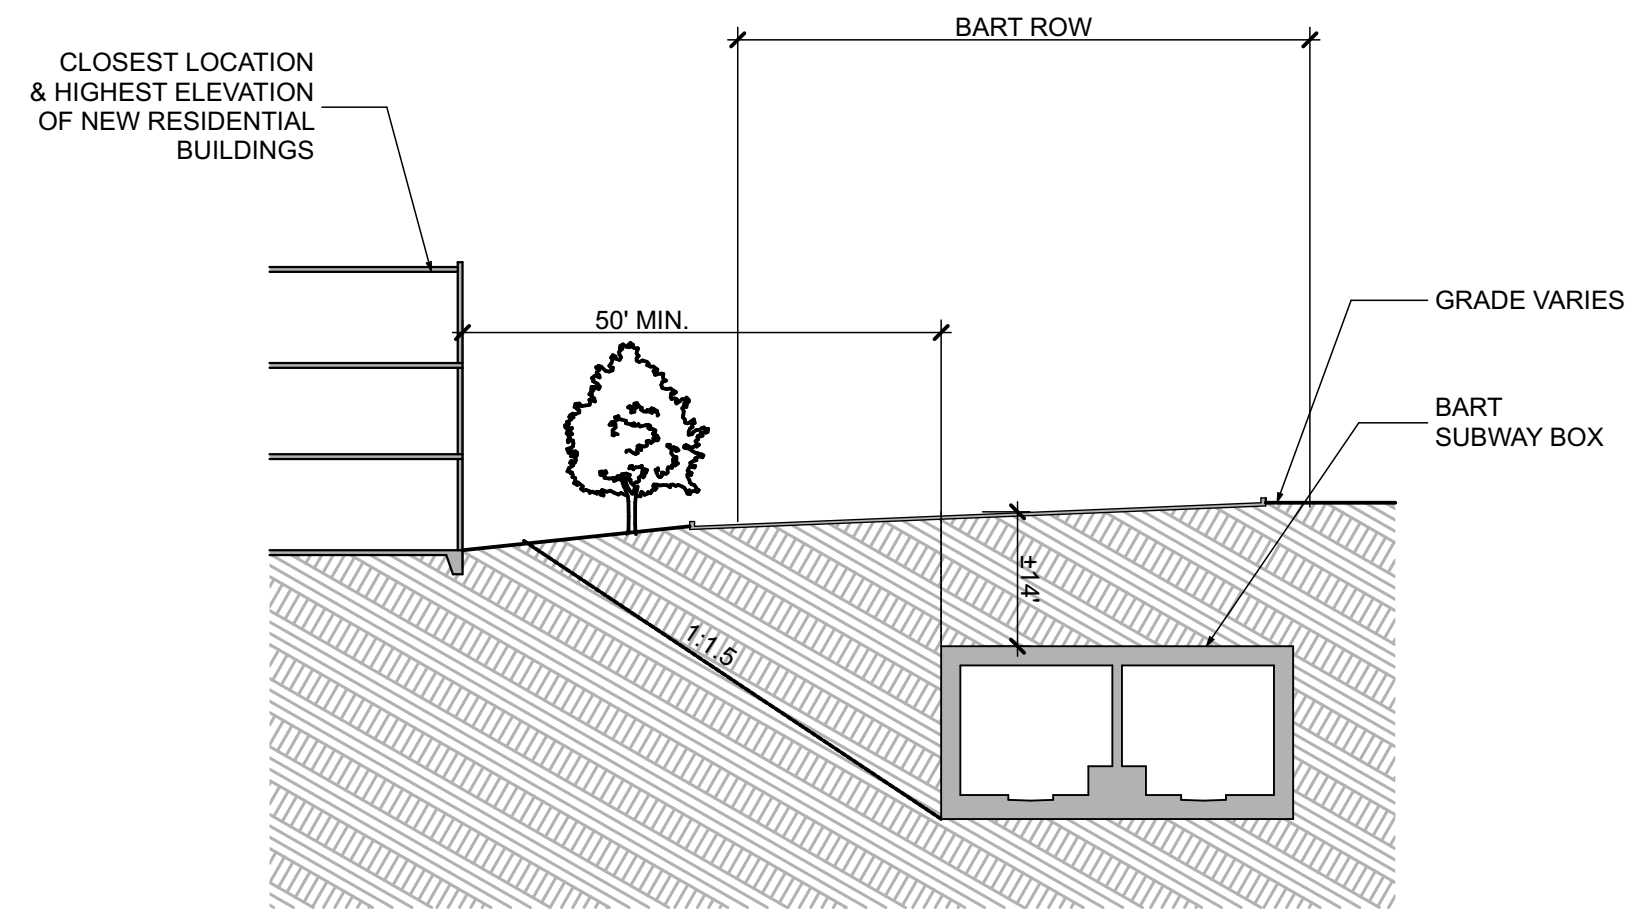 BART ROW
CLOSEST LOCATION
& HIGHEST ELEVATION
OF NEW RESIDENTIAL
BUILDINGS
50' MIN.
GRADE VARIES
BART
SUBWAY BOX
±14'
1:1.5